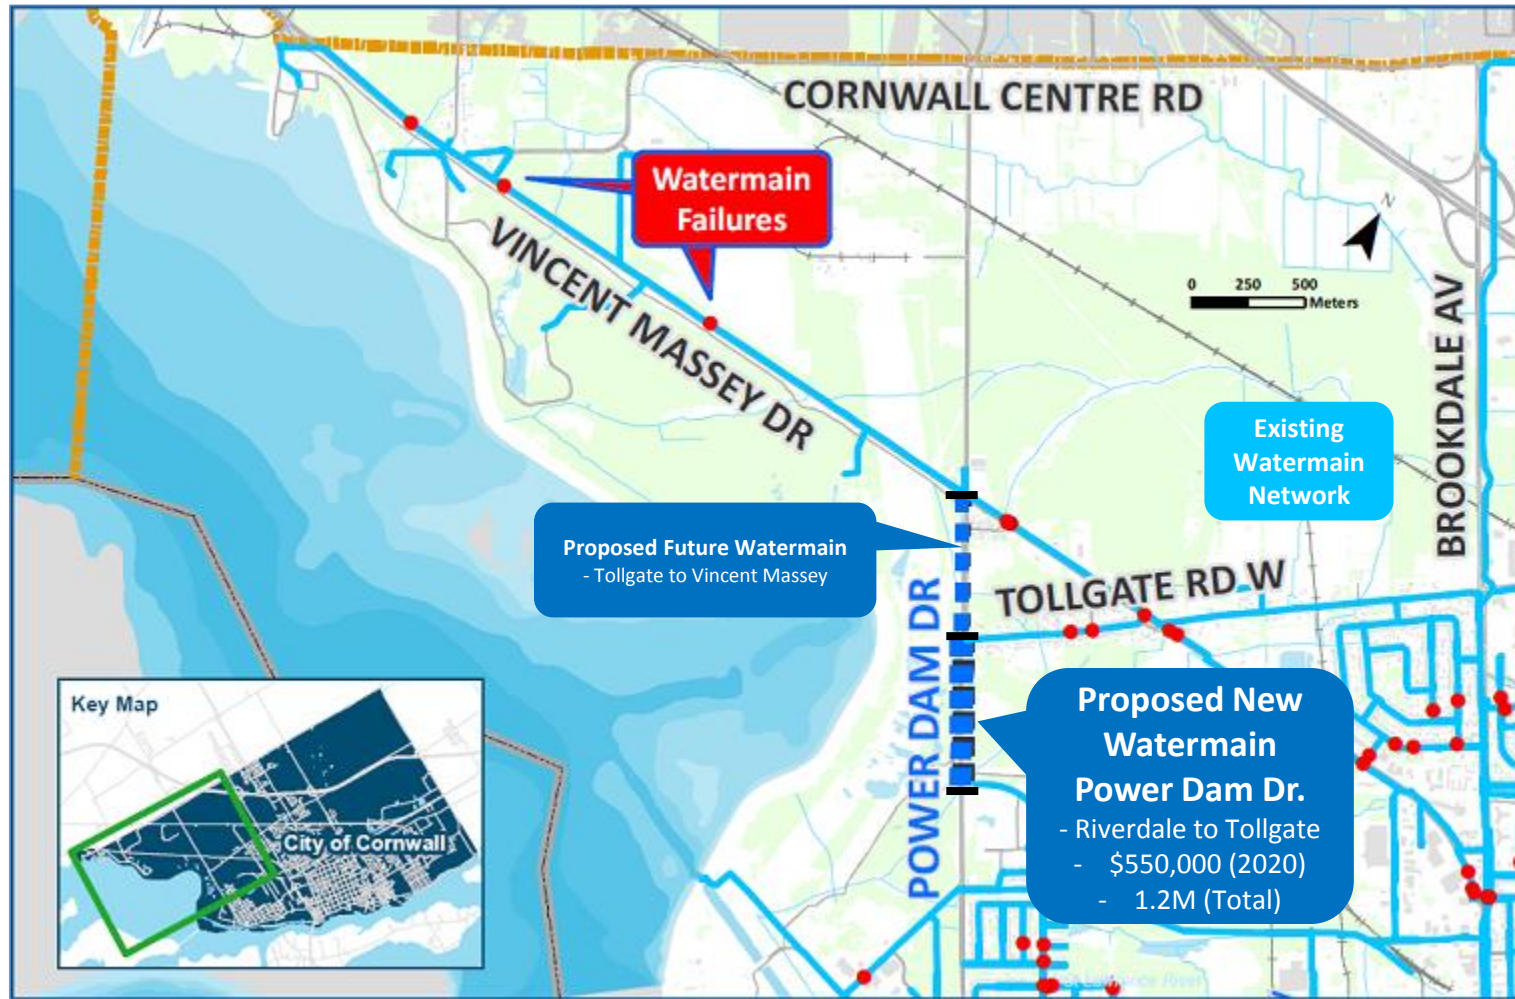 CORNWALL CENTRE RD
Watermain
Failures
N
0 250 500
Meters
VINCENT MASSEY DR
BROOKDALE AV
Existing
Watermain
Network
Proposed Future Watermain
- Tollgate to Vincent Massey
TOLLGATE RD W
POWER DAM DR
Key Map
City of Cornwall
Proposed New
Watermain
Power Dam Dr.
- Riverdale to Tollgate
- $550,000 (2020)
- 1.2M (Total)
River